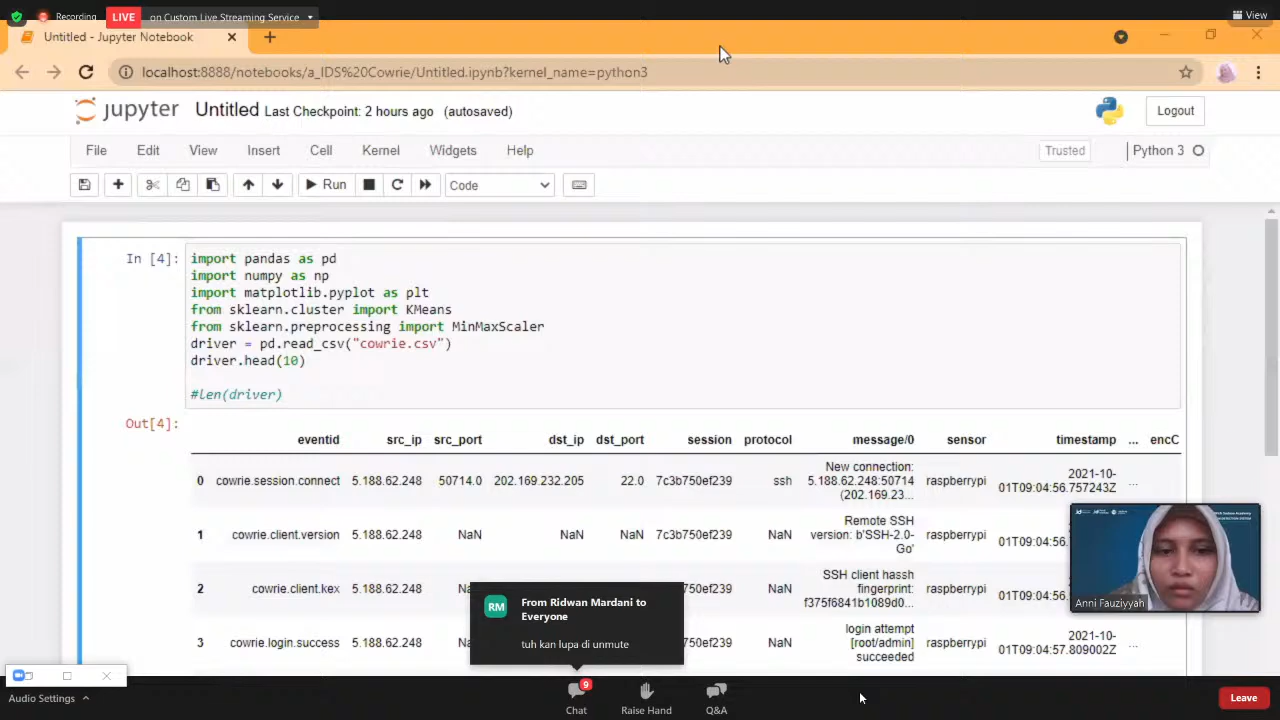 Recording
LIVE on Custom Live Streaming Service
View
Untitled - Jupyter Notebook
localhost:8888/notebooks/a_IDS%20Cowrie/Untitled.ipynb?kernel_name=python3
jupyter Untitled Last Checkpoint: 2 hours ago (autosaved)
Logout
File Edit View Insert Cell Kernel Widgets Help
Trusted Python 3
Run Code
In [4]:
import pandas as pd
import numpy as np
import matplotlib.pyplot as plt
from sklearn.cluster import KMeans
from sklearn.preprocessing import MinMaxScaler
driver = pd.read_csv("cowrie.csv")
driver.head(10)
#len(driver)
Out[4]:
eventid src_ip src_port dst_ip dst_port session protocol message/0 sensor timestamp ... encC
0 cowrie.session.connect 5.188.62.248 50714.0 202.169.232.205 22.0 7c3b750ef239 ssh New connection: 5.188.62.248:50714 (202.169.23... raspberrypi 2021-10-01T09:04:56.757243Z ...
1 cowrie.client.version 5.188.62.248 NaN NaN NaN 7c3b750ef239 NaN Remote SSH version: b'SSH-2.0-Go' raspberrypi 01T09:04:56.
2 cowrie.client.kex 5.188.62.248 7c3b750ef239 NaN SSH client hassh fingerprint: f375f6841b1089d0... raspberrypi 01T09:04:56.
3 cowrie.login.success 5.188.62.248 7c3b750ef239 NaN login attempt [root/admin] succeeded raspberrypi 2021-10-01T09:04:57.809002Z
RM
From Ridwan Mardani to
Everyone
tuh kan lupa di unmute
Anni Fauziyyah
Audio Settings
9
Chat
Raise Hand
Q&A
Leave